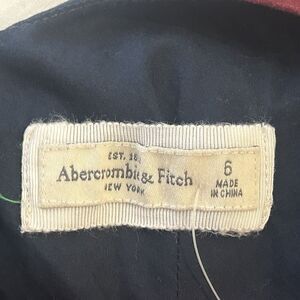 EST. 18
Abercrombie & Fitch
NEW YORK
6
MADE
IN CHINA